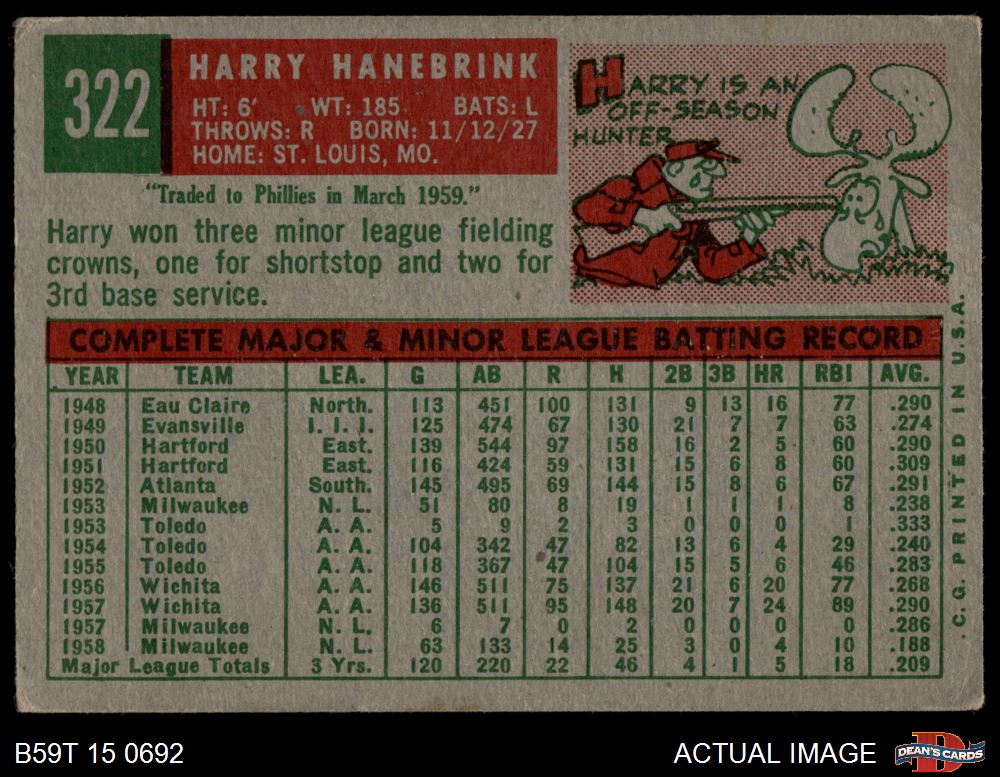 322
HARRY HANEBRINK
HT: 6' WT: 185 BATS: L
THROWS: R BORN: 11/12/27
HOME: ST. LOUIS, MO.
HARRY IS AN
OFF-SEASON
HUNTER
"Traded to Phillies in March 1959."
Harry won three minor league fielding
crowns, one for shortstop and two for
3rd base service.
COMPLETE MAJOR & MINOR LEAGUE BATTING RECORD
YEAR TEAM LEA. G AB R H 2B 3B HR RBI AVG.
1948 Eau Claire North. 113 451 100 131 9 13 16 77 .290
1949 Evansville I. I. I. 125 474 67 130 21 7 7 63 .274
1950 Hartford East. 139 544 97 158 16 2 5 60 .290
1951 Hartford East. 116 424 59 131 15 6 8 60 .309
1952 Atlanta South. 145 495 69 144 15 8 6 67 .291
1953 Milwaukee N. L. 51 80 8 19 1 1 1 8 .238
1953 Toledo A. A. 5 9 2 3 0 0 0 1 .333
1954 Toledo A. A. 104 342 47 82 13 6 4 29 .240
1955 Toledo A. A. 118 367 47 104 15 5 6 46 .283
1956 Wichita A. A. 146 511 75 137 21 6 20 77 .268
1957 Wichita A. A. 136 511 95 148 20 7 24 89 .290
1957 Milwaukee N. L. 6 7 0 2 0 0 0 0 .286
1958 Milwaukee N. L. 63 133 14 25 3 0 4 10 .188
Major League Totals 3 Yrs. 120 220 22 46 4 1 5 18 .209
.C. G. PRINTED IN U.S.A.
B59T 15 0692
ACTUAL IMAGE
D
DEAN'S CARDS